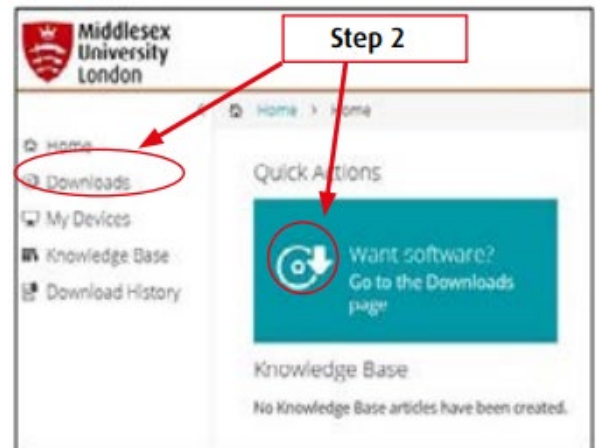 Middlesex
University
London
Step 2
Home > Home
Home
Downloads
My Devices
Knowledge Base
Download History
Quick Actions
Want software?
Go to the Downloads
page
Knowledge Base
No Knowledge Base articles have been created.